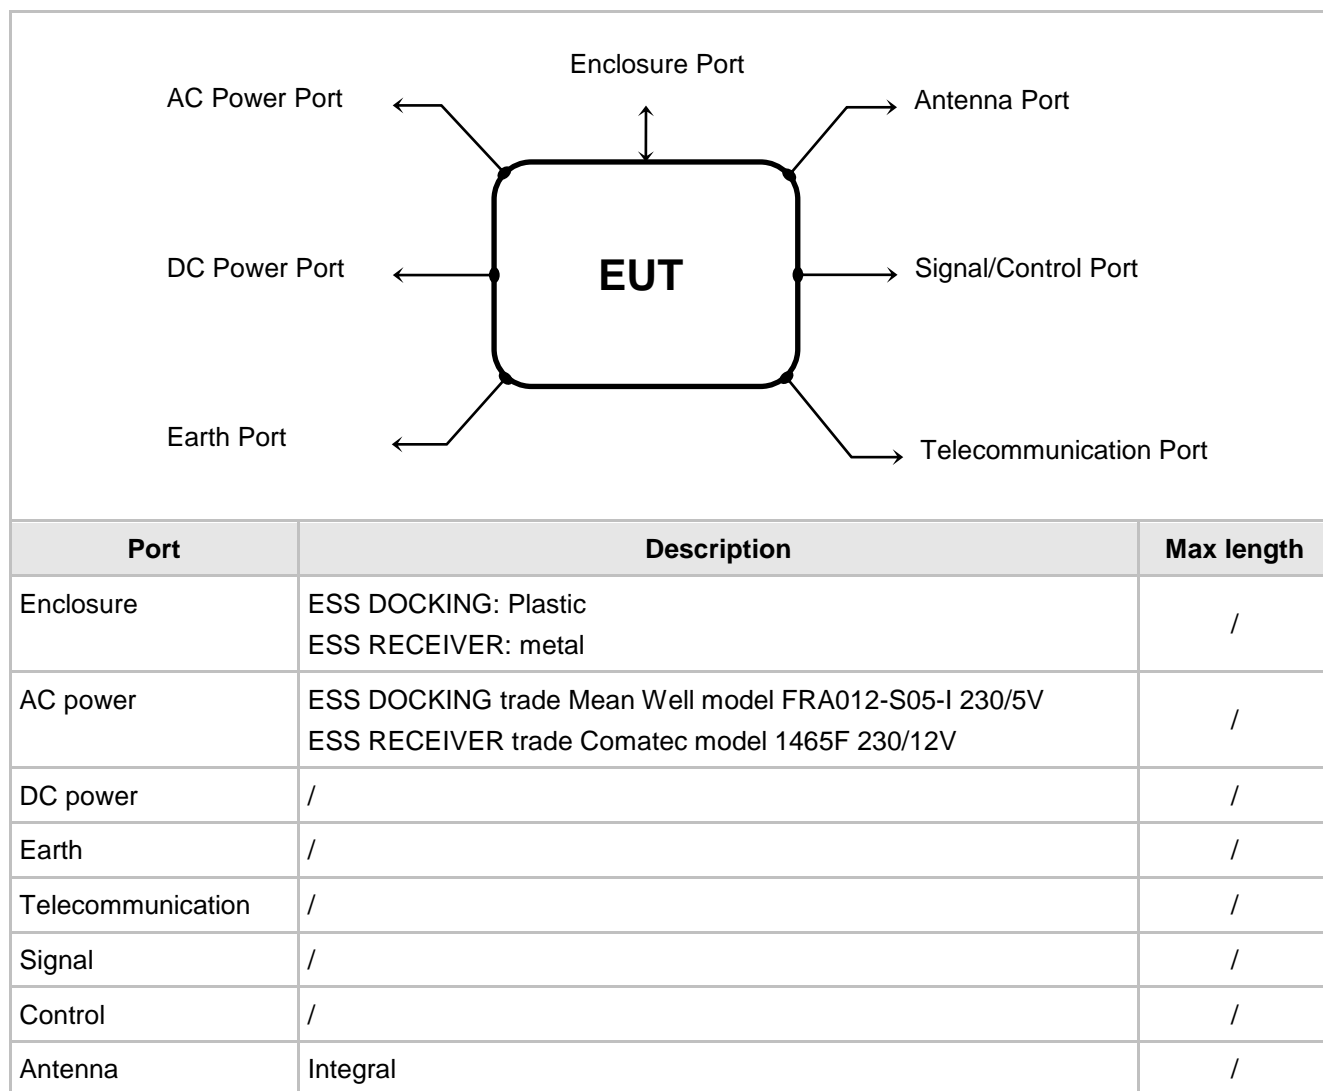 Enclosure Port
AC Power Port
Antenna Port
DC Power Port
EUT
Signal/Control Port
Earth Port
Telecommunication Port
Port Description Max length
Enclosure ESS DOCKING: Plastic /
ESS RECEIVER: metal
AC power ESS DOCKING trade Mean Well model FRA012-S05-I 230/5V /
ESS RECEIVER trade Comatec model 1465F 230/12V
DC power / /
Earth / /
Telecommunication / /
Signal / /
Control / /
Antenna Integral /